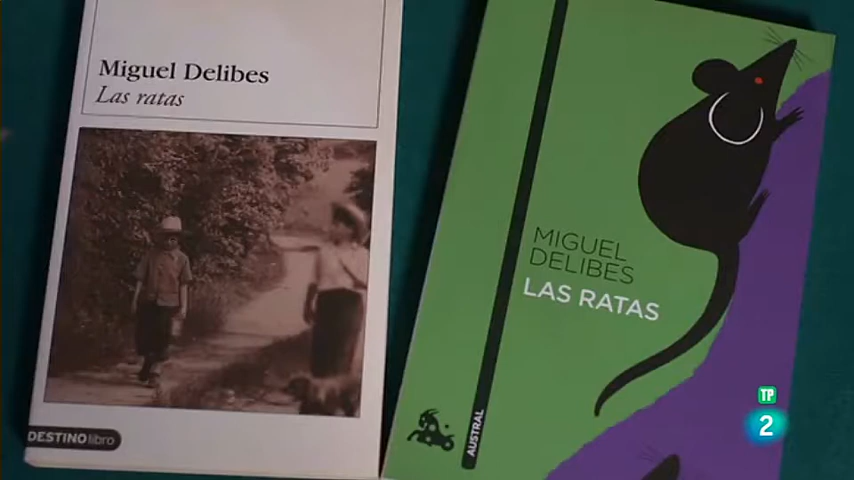 Miguel Delibes
Las ratas
DESTINO libro
MIGUEL
DELIBES
LAS RATAS
AUSTRAL
TP
2